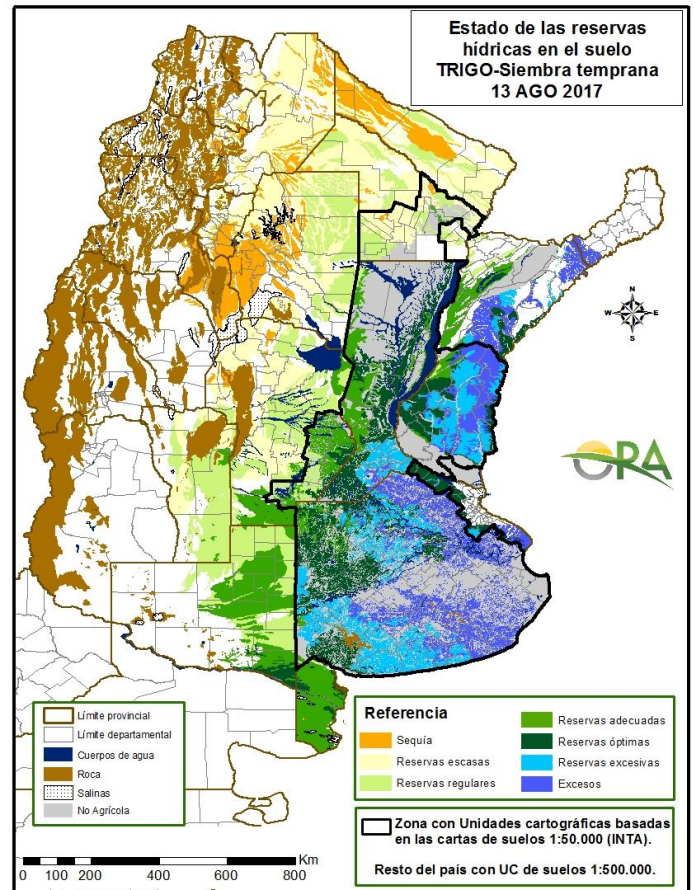 Estado de las reservas
hídricas en el suelo
TRIGO-Siembra temprana
13 AGO 2017
N
W
E
S
ORA
Límite provincial
Límite departamental
Cuerpos de agua
Roca
Salinas
No Agrícola
Referencia
Sequía
Reservas escasas
Reservas regulares
Reservas adecuadas
Reservas óptimas
Reservas excesivas
Excesos
Zona con Unidades cartográficas basadas
en las cartas de suelos 1:50.000 (INTA).
Resto del país con UC de suelos 1:500.000.
Km
0 100 200 400 600 800